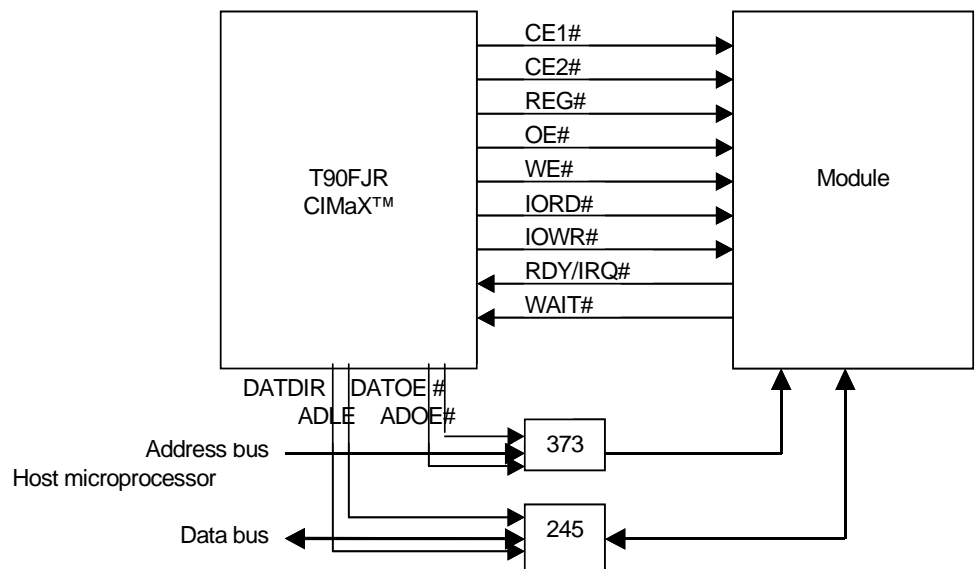 CE1#
CE2#
REG#
OE#
WE#
IORD#
IOWR#
RDY/IRQ#
WAIT#
T90FJR
CIMaX™
Module
DATDIR DATOE #
ADLE ADOE#
373
Address bus
Host microprocessor
245
Data bus